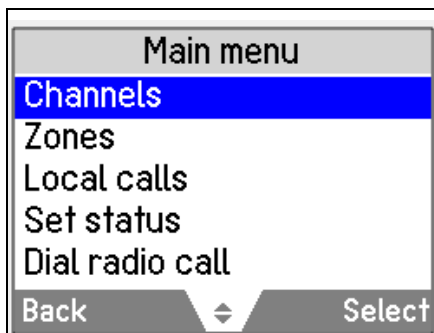 Main menu
Channels
Zones
Local calls
Set status
Dial radio call
Back Select